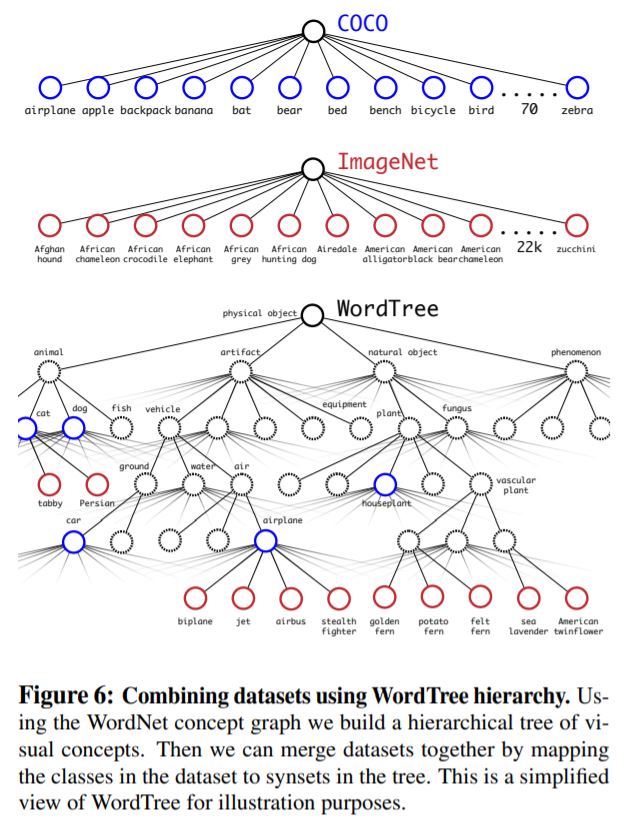 COCO
airplane apple backpack banana bat bear bed bench bicycle bird ..... 70 zebra
ImageNet
Afghan hound
African chameleon
African crocodile
African elephant
African grey
African hunting dog
Airedale
American alligator
American black bear
American chameleon
..... 22k
zucchini
physical object
WordTree
animal artifact natural object phenomenon
cat dog fish vehicle equipment plant fungus
ground water air
tabby Persian houseplant
vascular plant
car airplane
biplane jet airbus
stealth fighter
golden fern
potato fern
felt fern
sea lavender
American twinflower
Figure 6: Combining datasets using WordTree hierarchy. Us-
ing the WordNet concept graph we build a hierarchical tree of vi-
sual concepts. Then we can merge datasets together by mapping
the classes in the dataset to synsets in the tree. This is a simplified
view of WordTree for illustration purposes.